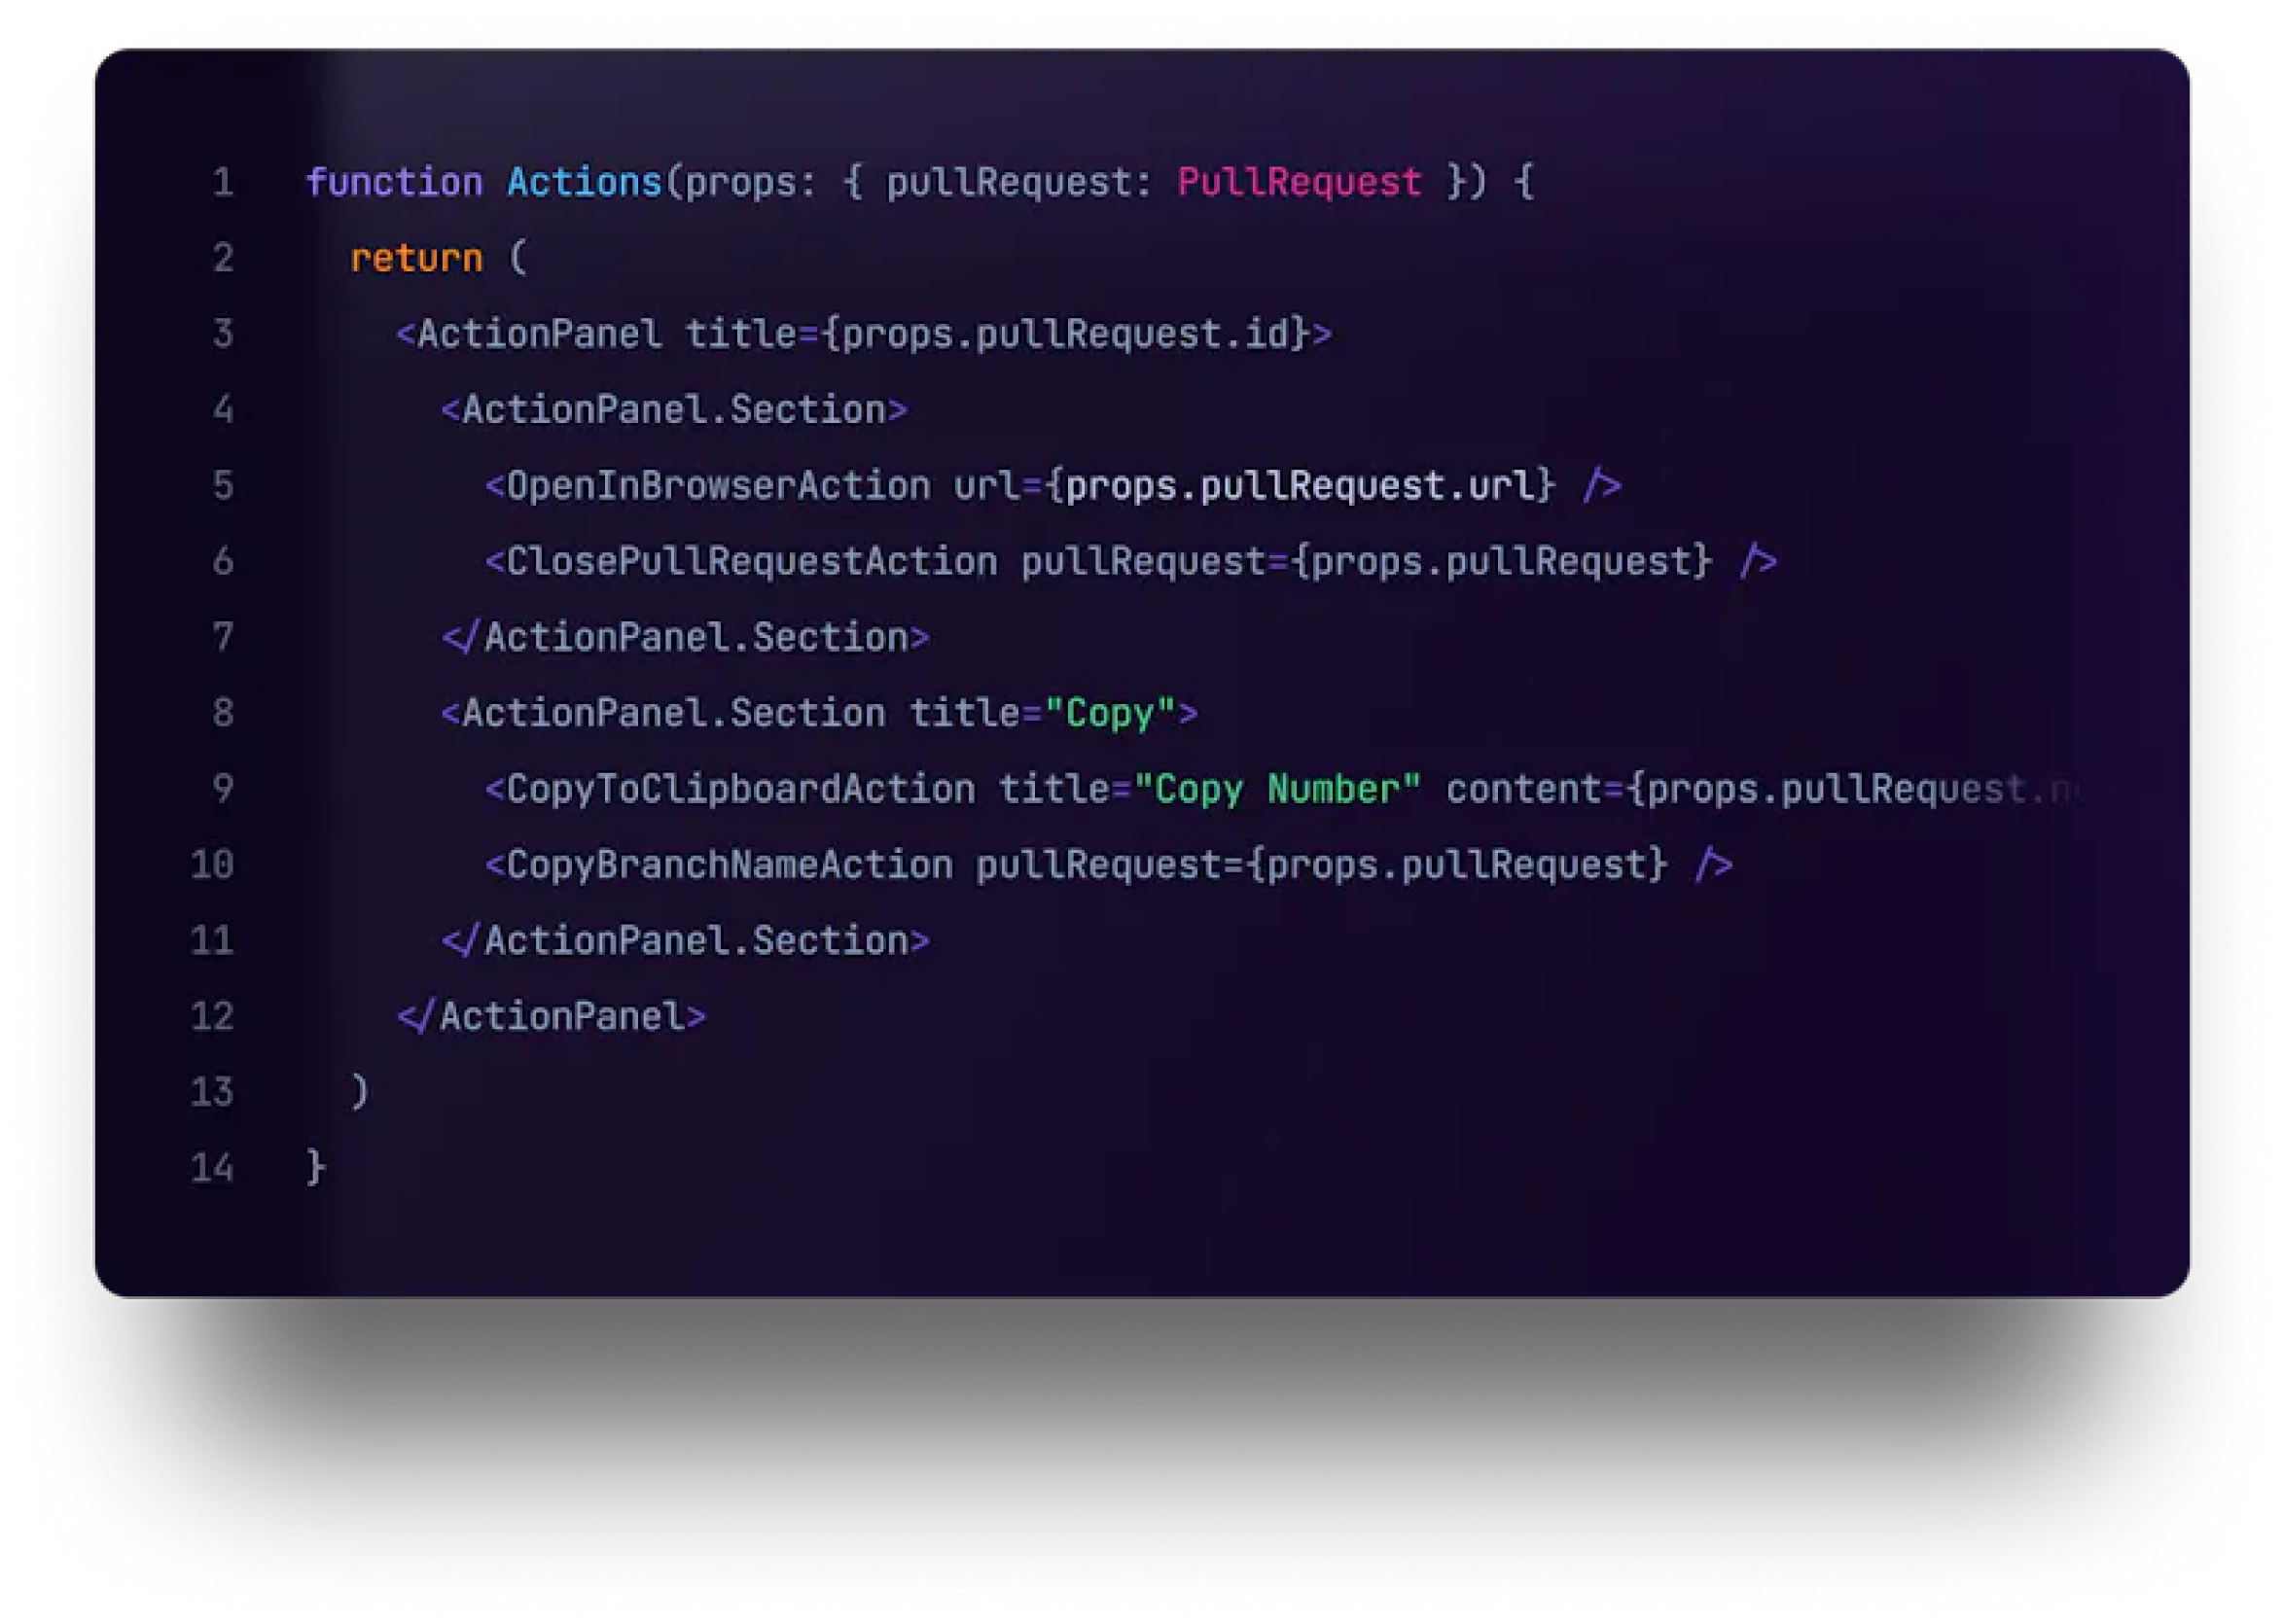 1 function Actions(props: { pullRequest: PullRequest }) {
2 return (
3 <ActionPanel title={props.pullRequest.id}>
4 <ActionPanel.Section>
5 <OpenInBrowserAction url={props.pullRequest.url} />
6 <ClosePullRequestAction pullRequest={props.pullRequest} />
7 </ActionPanel.Section>
8 <ActionPanel.Section title="Copy">
9 <CopyToClipboardAction title="Copy Number" content={props.pullRequest.
10 <CopyBranchNameAction pullRequest={props.pullRequest} />
11 </ActionPanel.Section>
12 </ActionPanel>
13 )
14 }